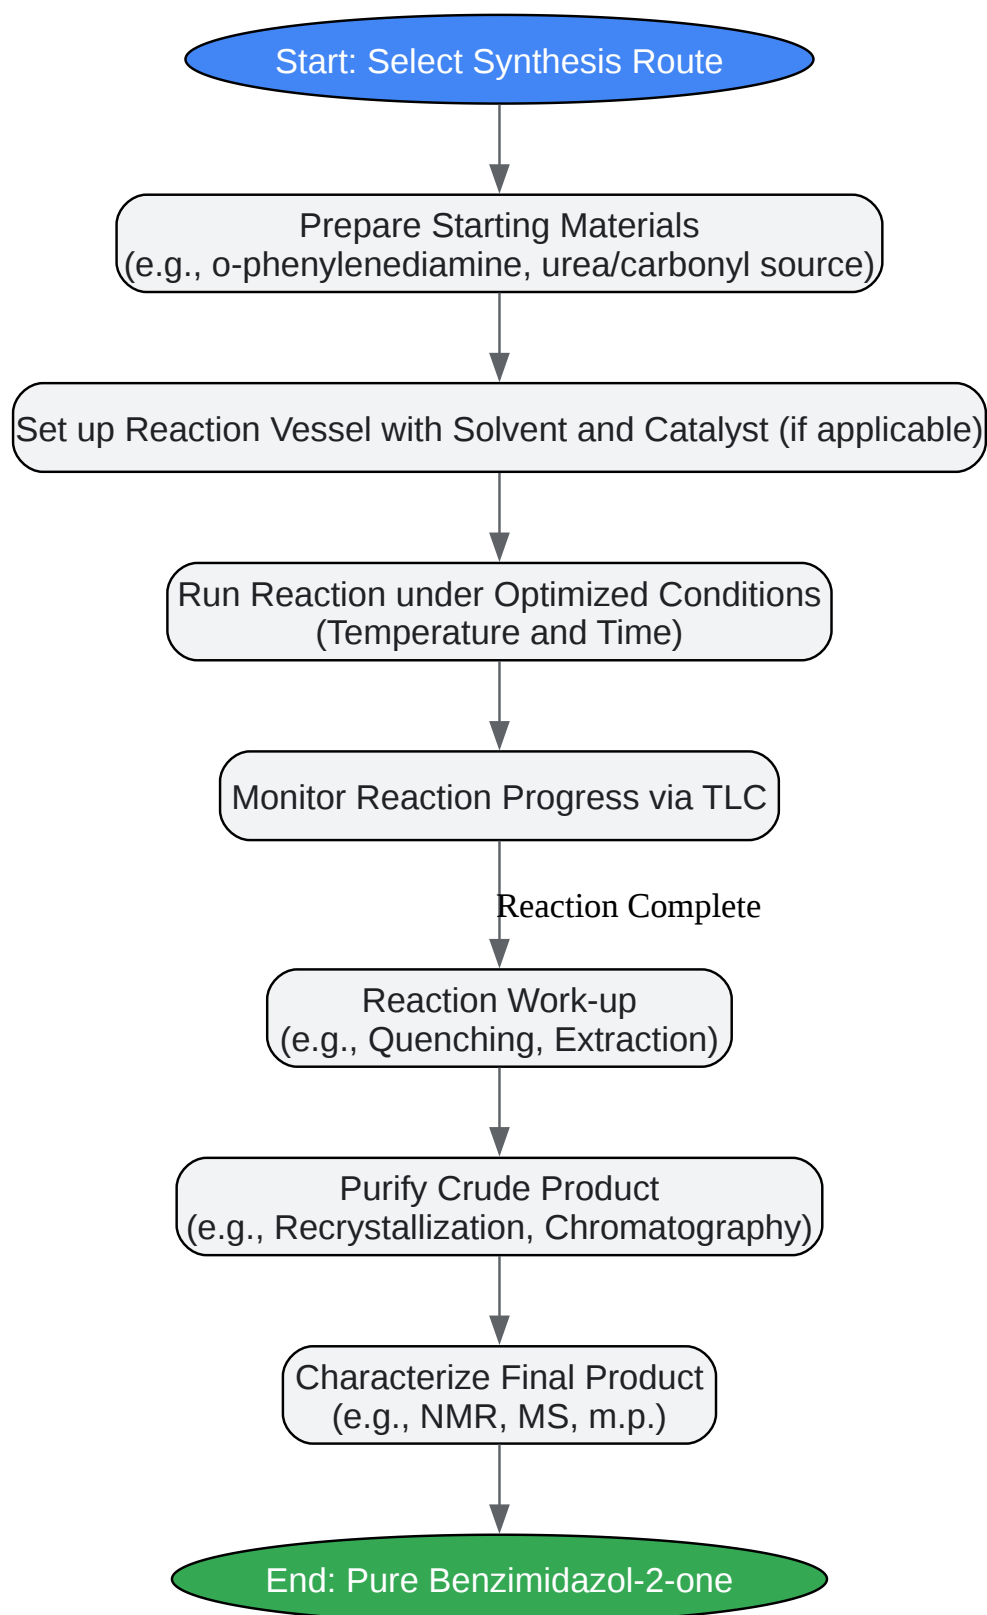 Start: Select Synthesis Route
Prepare Starting Materials
(e.g., o-phenylenediamine, urea/carbonyl source)
Set up Reaction Vessel with Solvent and Catalyst (if applicable)
Run Reaction under Optimized Conditions
(Temperature and Time)
Monitor Reaction Progress via TLC
Reaction Complete
Reaction Work-up
(e.g., Quenching, Extraction)
Purify Crude Product
(e.g., Recrystallization, Chromatography)
Characterize Final Product
(e.g., NMR, MS, m.p.)
End: Pure Benzimidazol-2-one